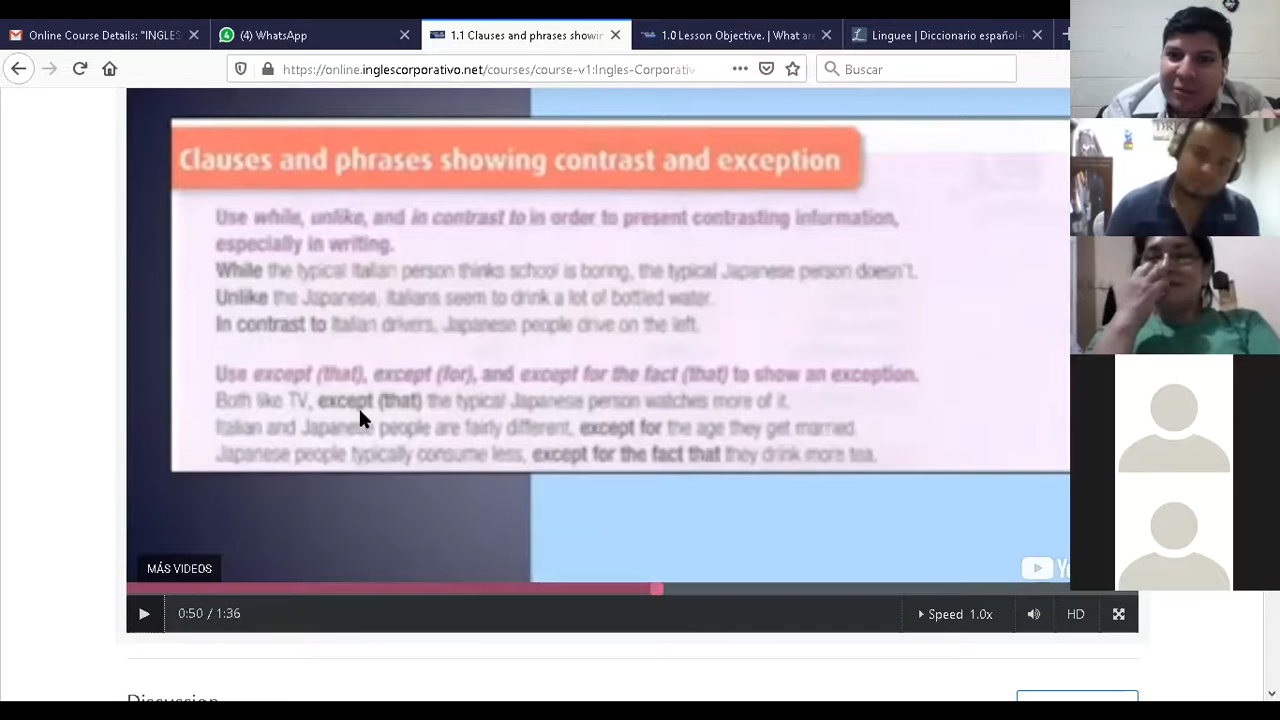 Online Course Details: "INGLES
(4) WhatsApp
1.1 Clauses and phrases showin
1.0 Lesson Objective. | What are
Linguee | Diccionario español-i
https://online.inglescorporativo.net/courses/course-v1:Ingles-Corporativ
Buscar
Clauses and phrases showing contrast and exception
Use while, unlike, and in contrast to in order to present contrasting information,
especially in writing.
While the typical Italian person thinks school is boring, the typical Japanese person doesn't.
Unlike the Japanese, Italians seem to drink a lot of bottled water.
In contrast to Italian drivers, Japanese people drive on the left.
Use except (that), except (for), and except for the fact (that) to show an exception.
Both like TV, except (that) the typical Japanese person watches more of it.
Italian and Japanese people are fairly different, except for the age they get married.
Japanese people typically consume less, except for the fact that they drink more tea.
MÁS VIDEOS
0:50 / 1:36
Speed 1.0x
HD
Discussion